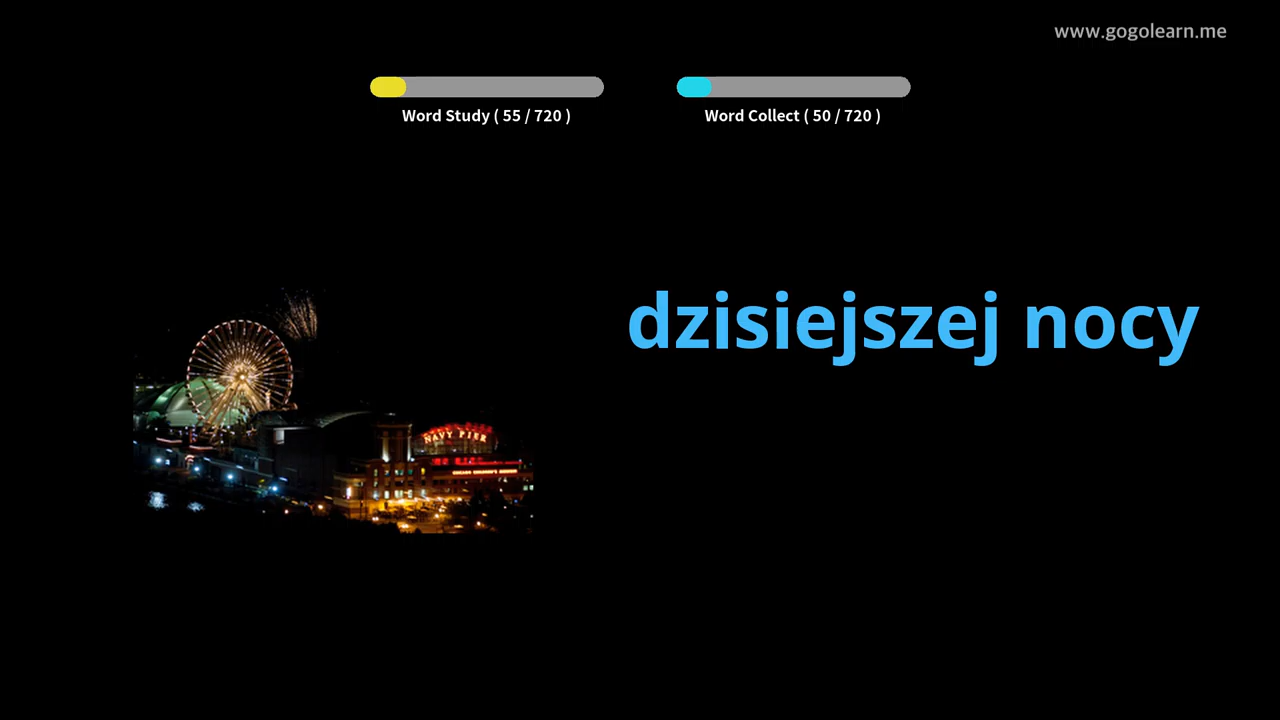 www.gogolearn.me
Word Study ( 55 / 720 )
Word Collect ( 50 / 720 )
dzisiejszej nocy
NAVY PIER